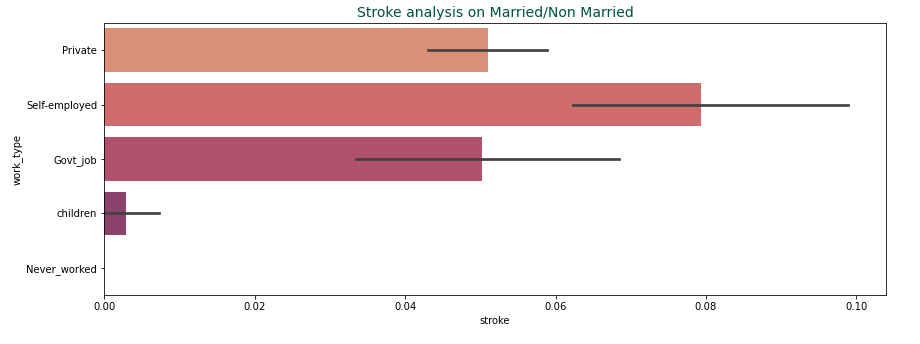 Stroke analysis on Married/Non Married
Private
Self-employed
Govt_job
children
Never_worked
work_type
0.00 0.02 0.04 0.06 0.08 0.10
stroke